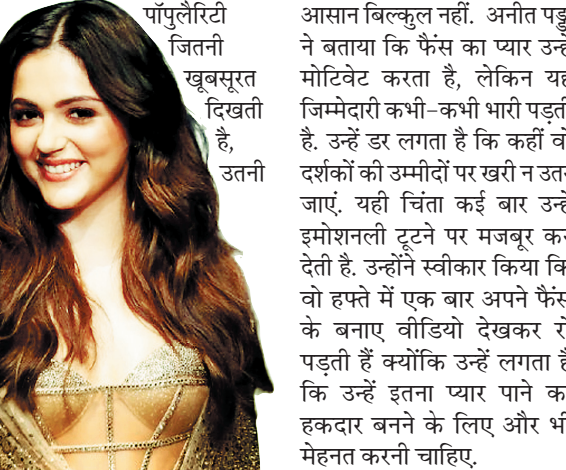 पॉपुलैरिटी
जितनी
खूबसूरत
दिखती
है,
उतनी
आसान बिल्कुल नहीं. अनीत पड्डा
ने बताया कि फैंस का प्यार उन्हें
मोटिवेट करता है, लेकिन यह
जिम्मेदारी कभी-कभी भारी पड़ती
है. उन्हें डर लगता है कि कहीं वो
दर्शकों की उम्मीदों पर खरी न उतर
जाएं. यही चिंता कई बार उन्हें
इमोशनली टूटने पर मजबूर कर
देती है. उन्होंने स्वीकार किया कि
वो हफ्ते में एक बार अपने फैंस
के बनाए वीडियो देखकर रो
पड़ती हैं क्योंकि उन्हें लगता है
कि उन्हें इतना प्यार पाने का
हकदार बनने के लिए और भी
मेहनत करनी चाहिए.